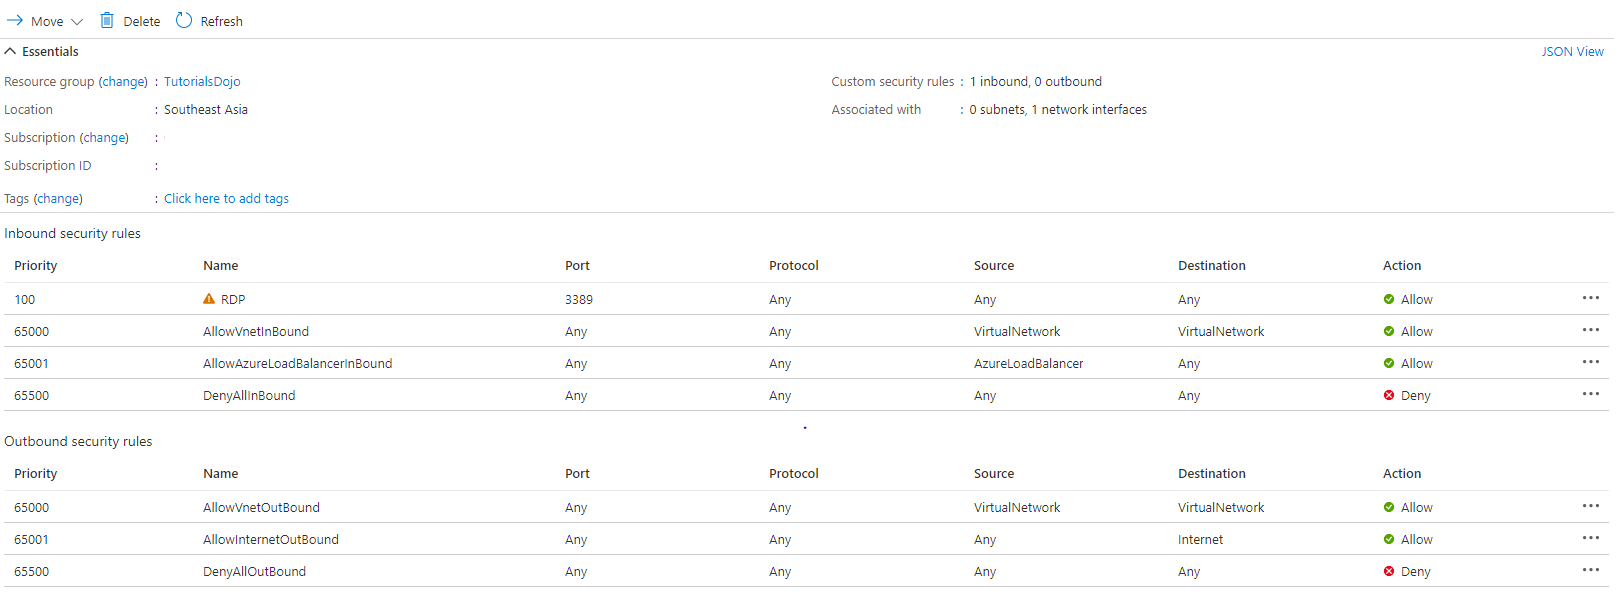 Move Delete Refresh
Essentials JSON View
Resource group (change) : TutorialsDojo Custom security rules : 1 inbound, 0 outbound
Location : Southeast Asia Associated with : 0 subnets, 1 network interfaces
Subscription (change) :
Subscription ID :
Tags (change) : Click here to add tags
Inbound security rules
Priority Name Port Protocol Source Destination Action
100 RDP 3389 Any Any Any Allow ...
65000 AllowVnetInBound Any Any VirtualNetwork VirtualNetwork Allow ...
65001 AllowAzureLoadBalancerInBound Any Any AzureLoadBalancer Any Allow ...
65500 DenyAllInBound Any Any Any Any Deny ...
Outbound security rules
Priority Name Port Protocol Source Destination Action
65000 AllowVnetOutBound Any Any VirtualNetwork VirtualNetwork Allow ...
65001 AllowInternetOutBound Any Any Any Internet Allow ...
65500 DenyAllOutBound Any Any Any Any Deny ...